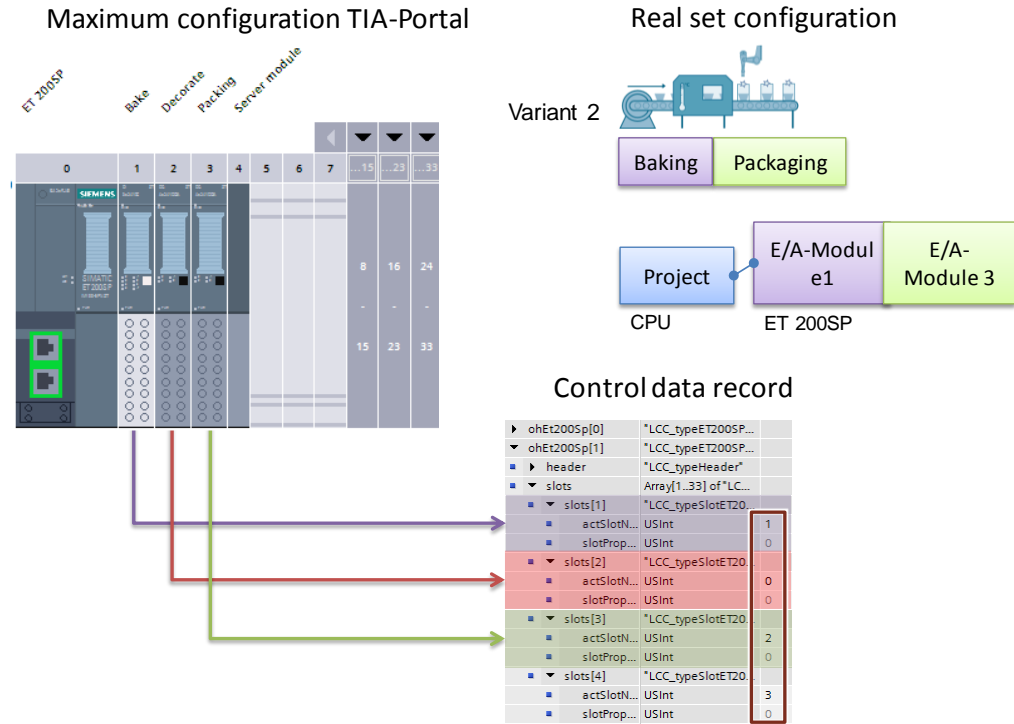 Maximum configuration TIA-Portal
Real set configuration
ET 200SP
Bake
Decorate
Packing
Server module
Variant 2
Baking
Packaging
0
1
2
3
4
5
6
7
...15
...23
...33
SIEMENS
SIMATIC
ET 200SP
8
16
24
-
-
-
15
23
33
Project
E/A-Modul
e1
E/A-
Module 3
CPU
ET 200SP
Control data record
ohEt200Sp[0] "LCC_typeET200SP...
ohEt200Sp[1] "LCC_typeET200SP...
header "LCC_typeHeader"
slots Array[1..33] of "LC...
slots[1] "LCC_typeSlotET20...
actSlotN... USInt 1
slotProp... USInt 0
slots[2] "LCC_typeSlotET20...
actSlotN... USInt 0
slotProp... USInt 0
slots[3] "LCC_typeSlotET20...
actSlotN... USInt 2
slotProp... USInt 0
slots[4] "LCC_typeSlotET20...
actSlotN... USInt 3
slotProp... USInt 0